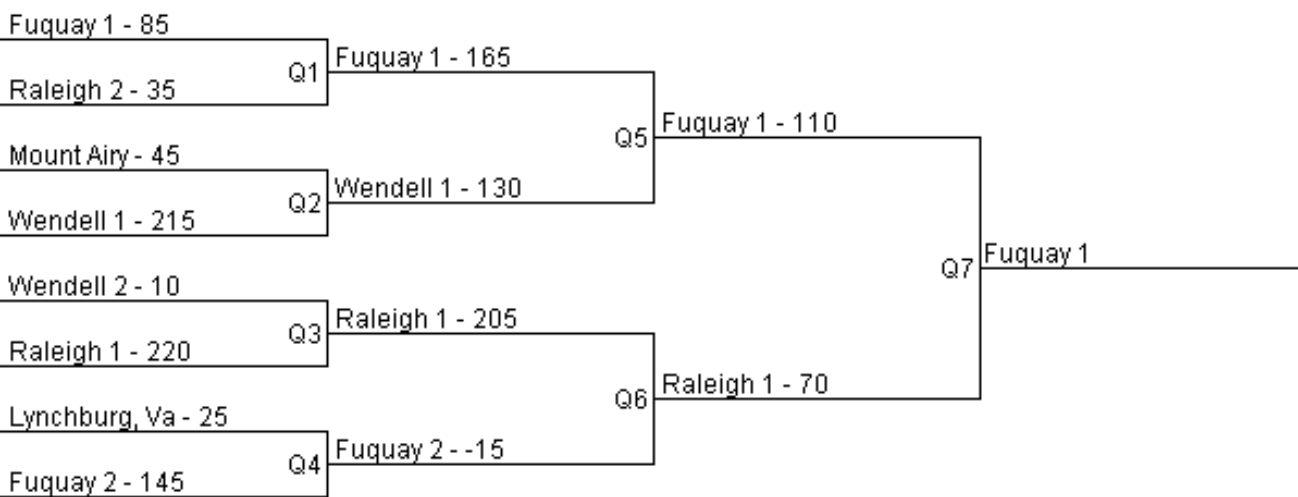 Fuquay 1 - 85
Raleigh 2 - 35
Q1
Mount Airy - 45
Wendell 1 - 215
Q2
Wendell 2 - 10
Raleigh 1 - 220
Q3
Lynchburg, Va - 25
Fuquay 2 - 145
Q4
Fuquay 1 - 165
Wendell 1 - 130
Q5
Raleigh 1 - 205
Fuquay 2 - -15
Q6
Fuquay 1 - 110
Raleigh 1 - 70
Q7
Fuquay 1